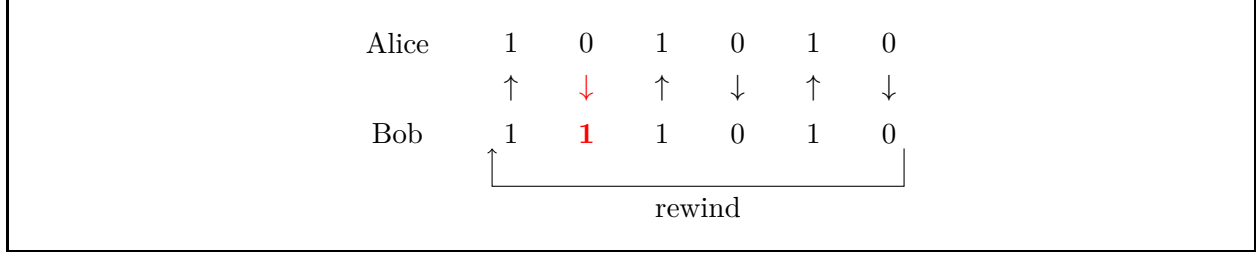 Alice 1 0 1 0 1 0
↑ ↓ ↑ ↓ ↑ ↓
Bob 1 1 1 0 1 0
rewind